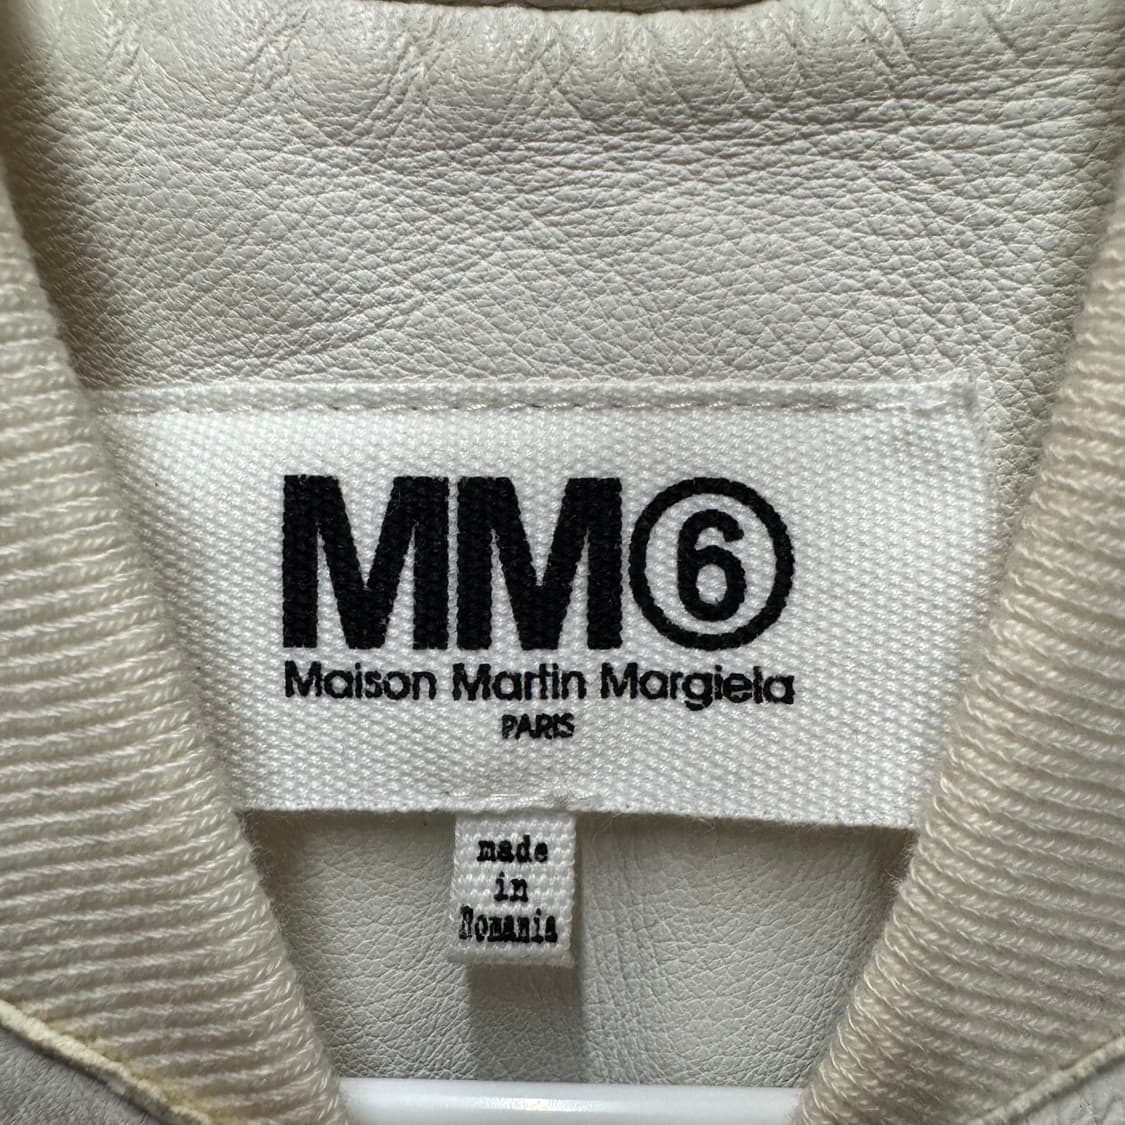 MM⑥
Maison Martin Margiela
PARIS
made
in
Romania